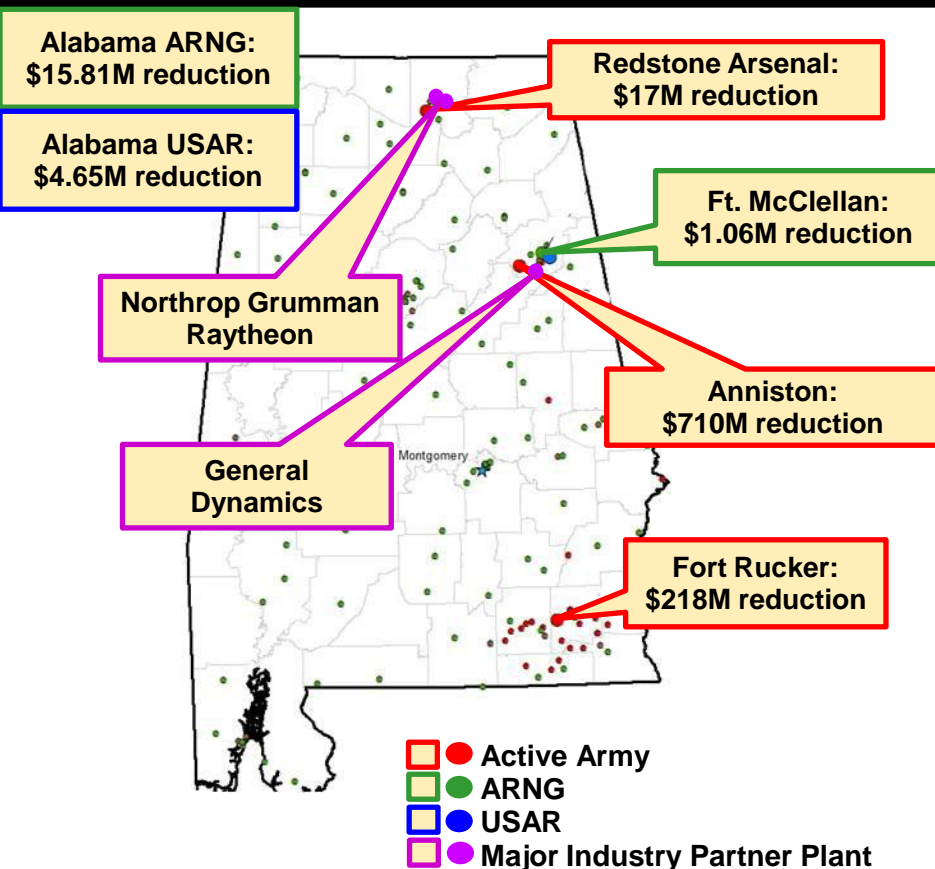 Alabama ARNG:
$15.81M reduction
Alabama USAR:
$4.65M reduction
Redstone Arsenal:
$17M reduction
Ft. McClellan:
$1.06M reduction
Northrop Grumman
Raytheon
Anniston:
$710M reduction
General
Dynamics
Montgomery
Fort Rucker:
$218M reduction
Active Army
ARNG
USAR
Major Industry Partner Plant